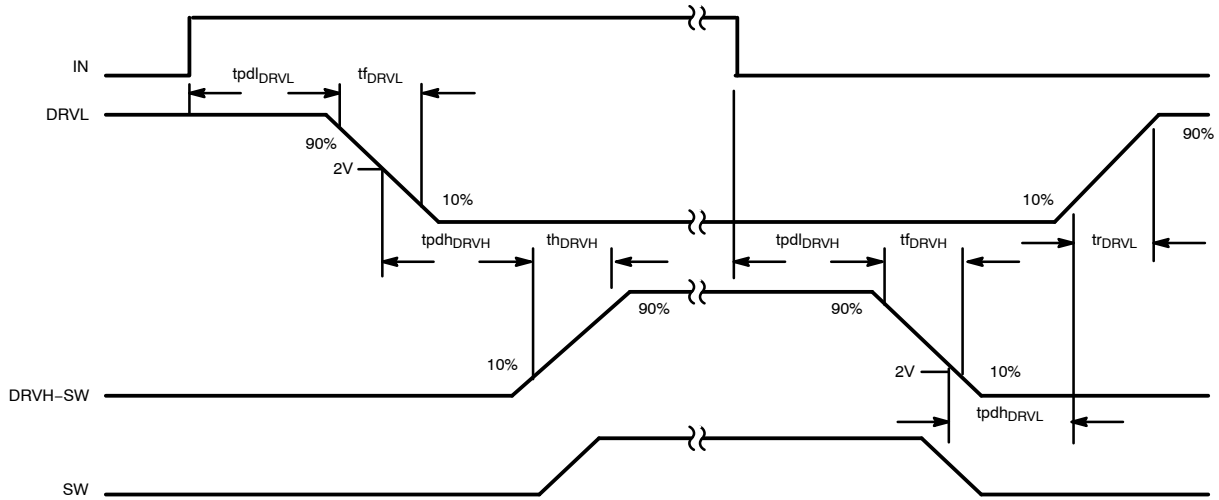 IN
tpdlDRVL
tfDRVL
DRVL
90%
90%
2V
10%
10%
tpdhDRVH
thDRVH
tpdlDRVH
tfDRVH
trDRVL
90%
90%
10%
2V
10%
DRVH−SW
tpdhDRVL
SW